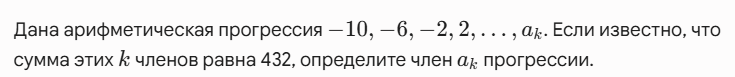 Дана арифметическая прогрессия −10, −6, −2, 2, . . . , aₖ. Если известно, что
сумма этих k членов равна 432, определите член aₖ прогрессии.